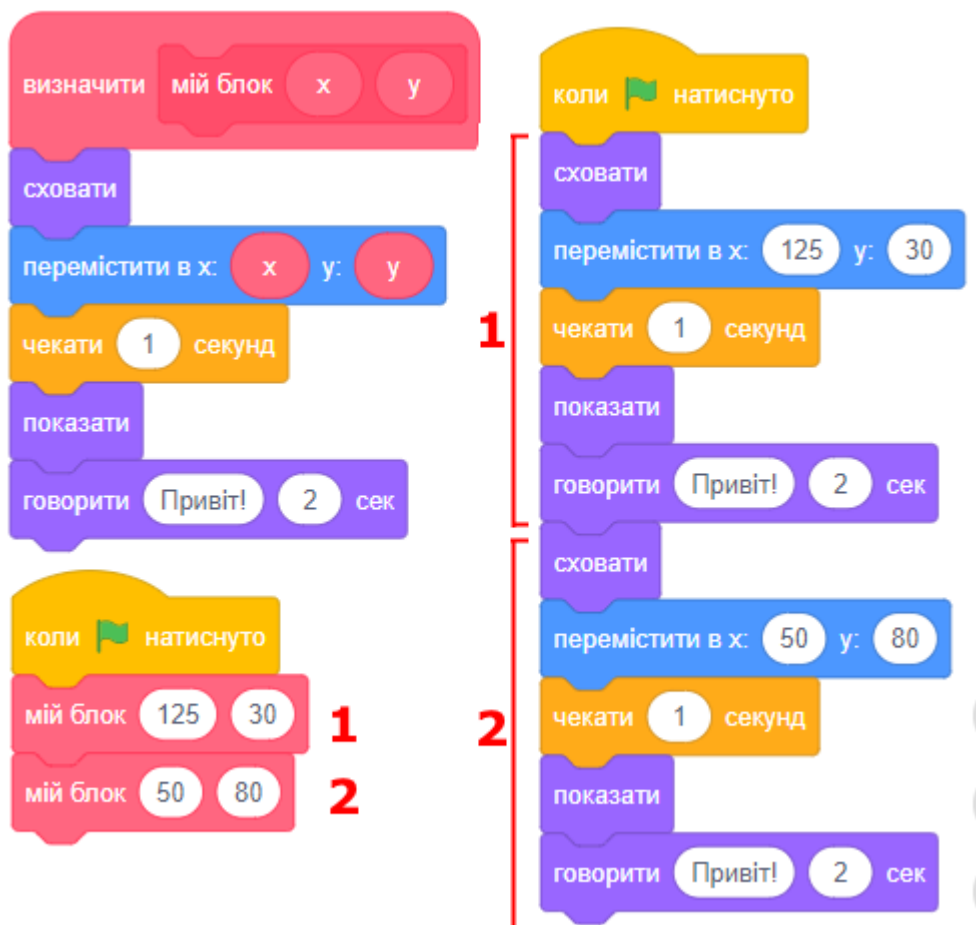 визначити мій блок x y
сховати
перемістити в x: x y: y
чекати 1 секунд
показати
говорити Привіт! 2 сек
коли натиснуто
мій блок 125 30 1
мій блок 50 80 2
коли натиснуто
1
сховати
перемістити в x: 125 y: 30
чекати 1 секунд
показати
говорити Привіт! 2 сек
2
сховати
перемістити в x: 50 y: 80
чекати 1 секунд
показати
говорити Привіт! 2 сек